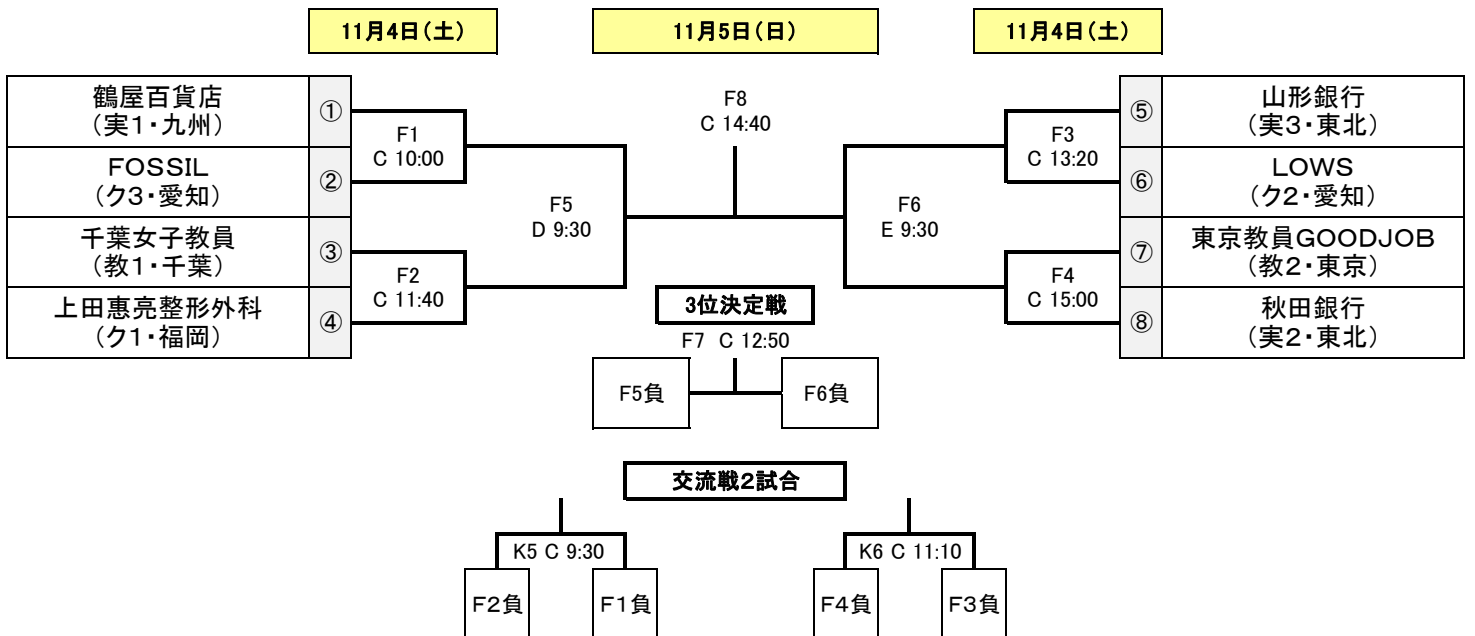 11月4日(土)
11月5日(日)
11月4日(土)
鶴屋百貨店
(実1・九州)
①
FOSSIL
(ク3・愛知)
②
千葉女子教員
(教1・千葉)
③
上田惠亮整形外科
(ク1・福岡)
④
F1
C 10:00
F2
C 11:40
F5
D 9:30
F8
C 14:40
F6
E 9:30
F3
C 13:20
F4
C 15:00
⑤
山形銀行
(実3・東北)
⑥
LOWS
(ク2・愛知)
⑦
東京教員GOODJOB
(教2・東京)
⑧
秋田銀行
(実2・東北)
3位決定戦
F7 C 12:50
F5負
F6負
交流戦2試合
K5 C 9:30
F2負
F1負
K6 C 11:10
F4負
F3負